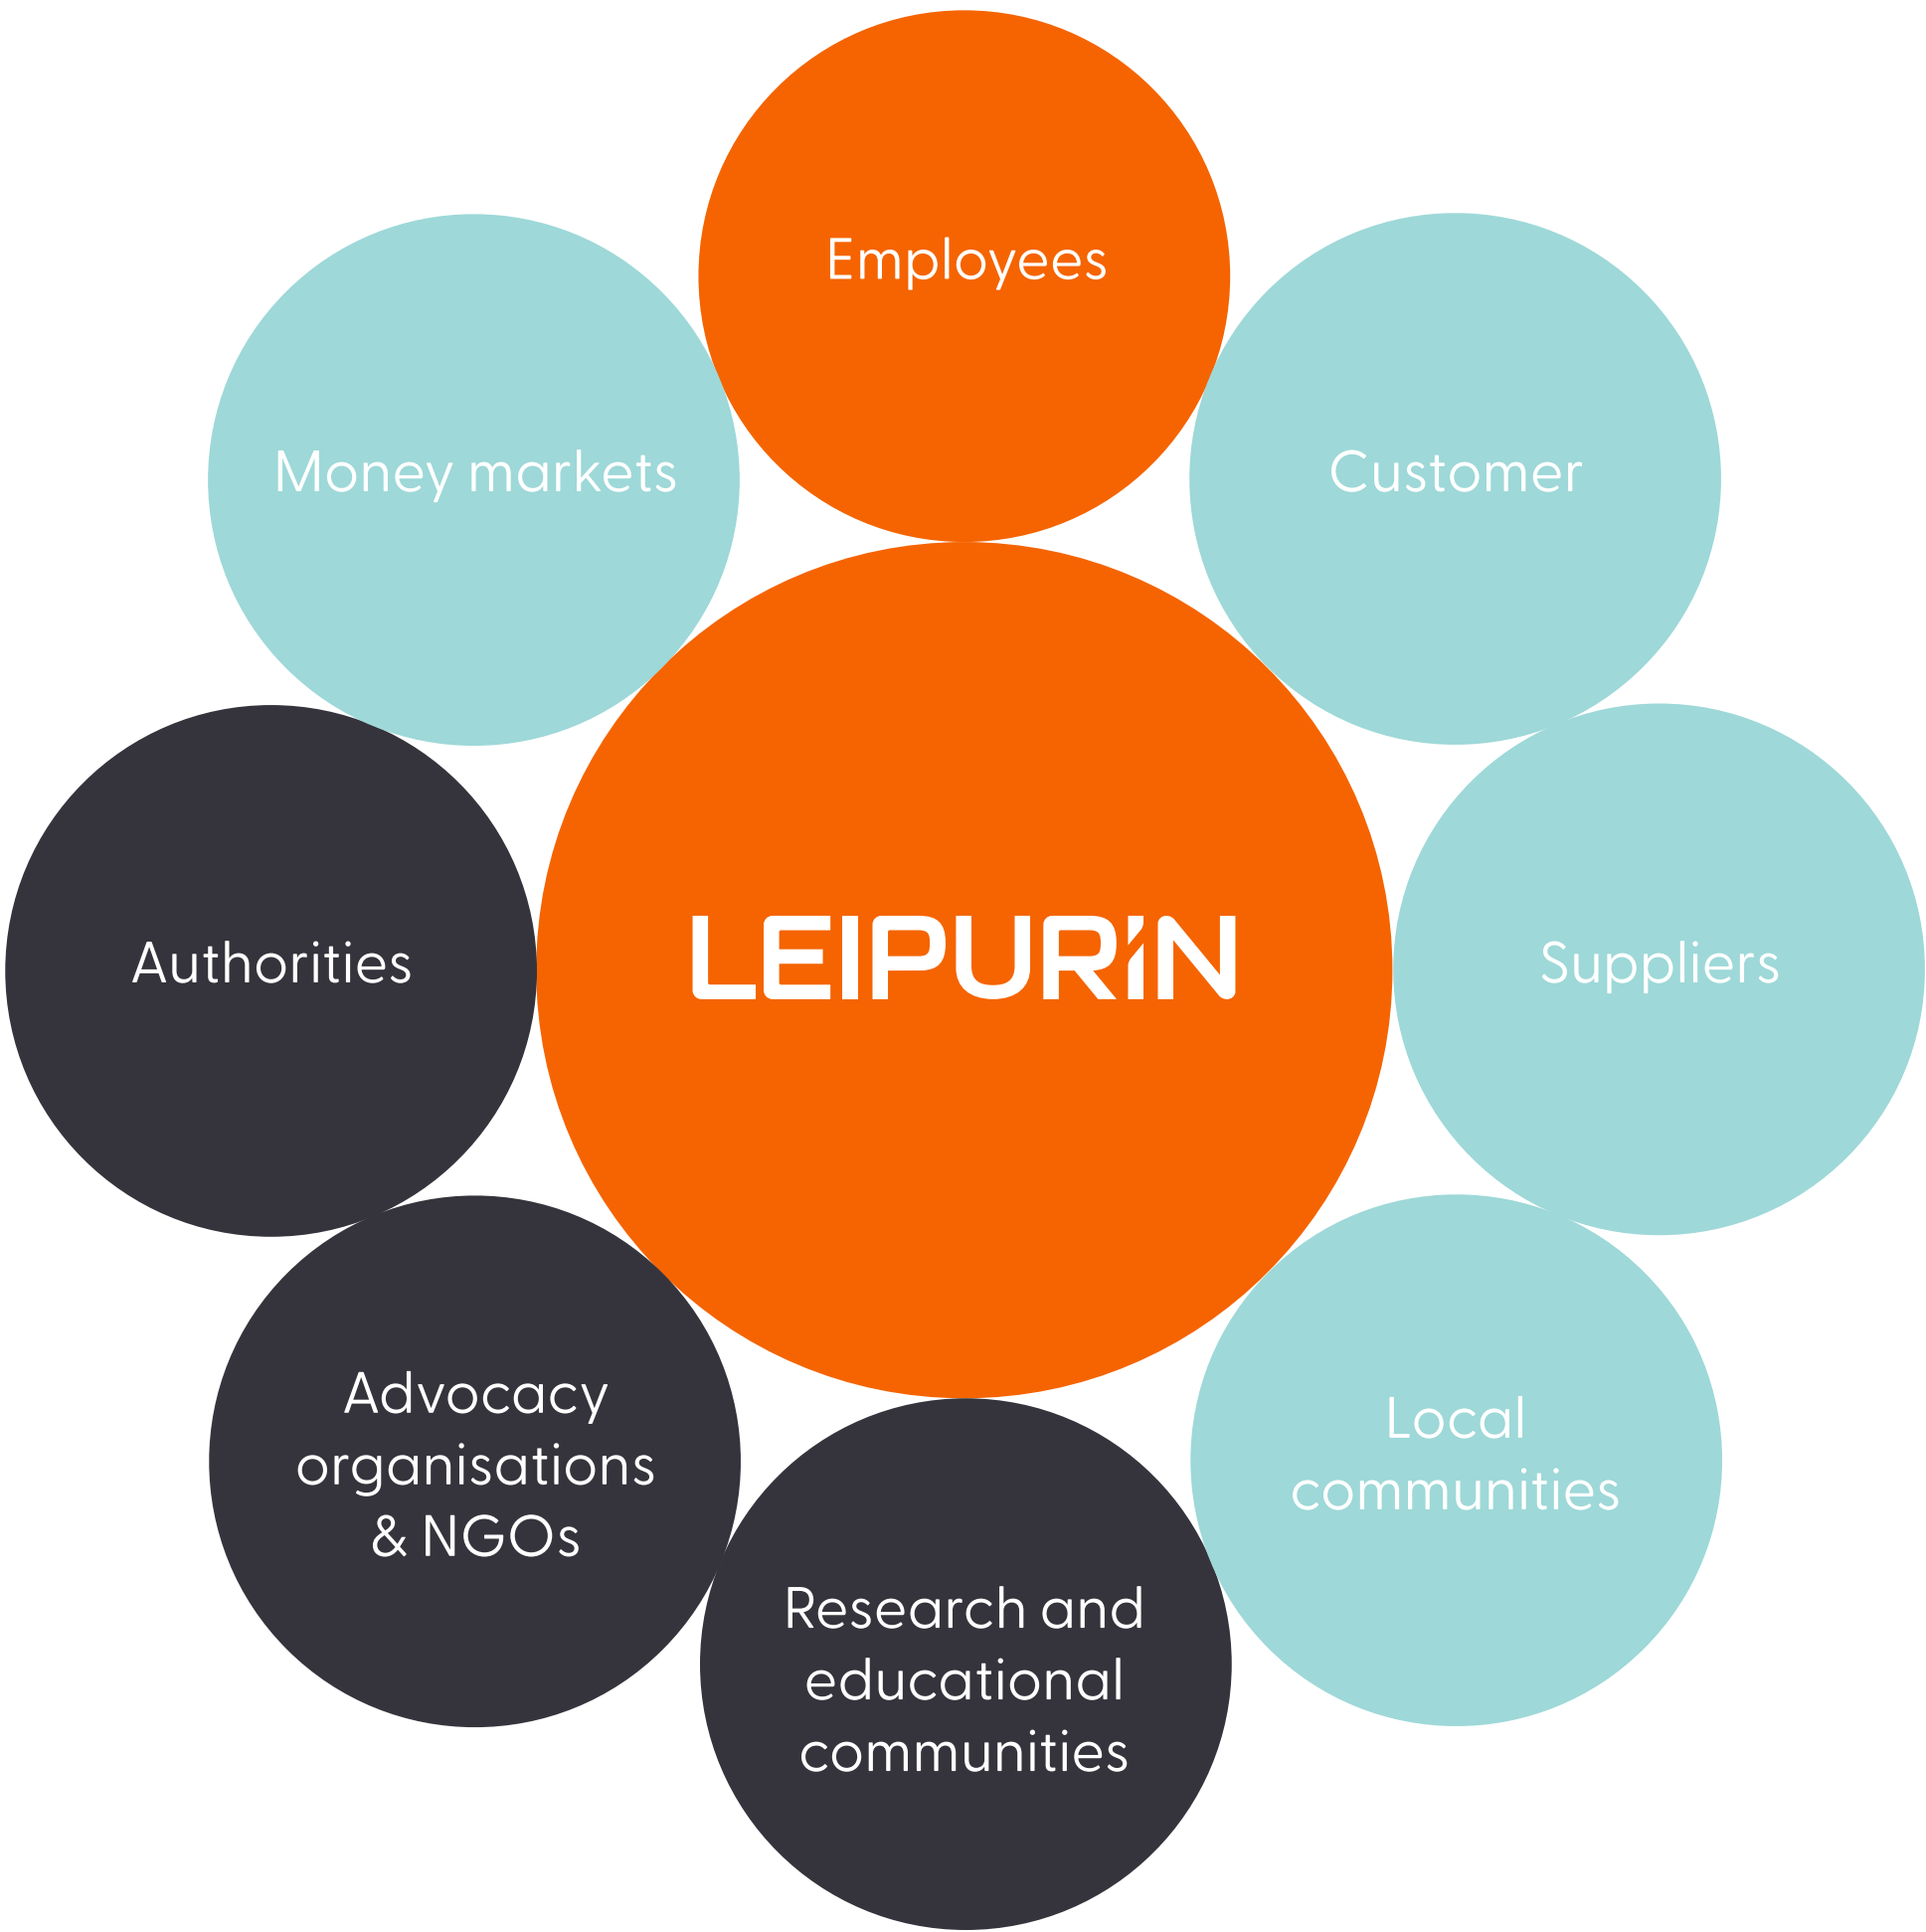 Employees
Money markets
Customer
LEIPURIN
Authorities
Suppliers
Advocacy
organisations
& NGOs
Local
communities
Research and
educational
communities